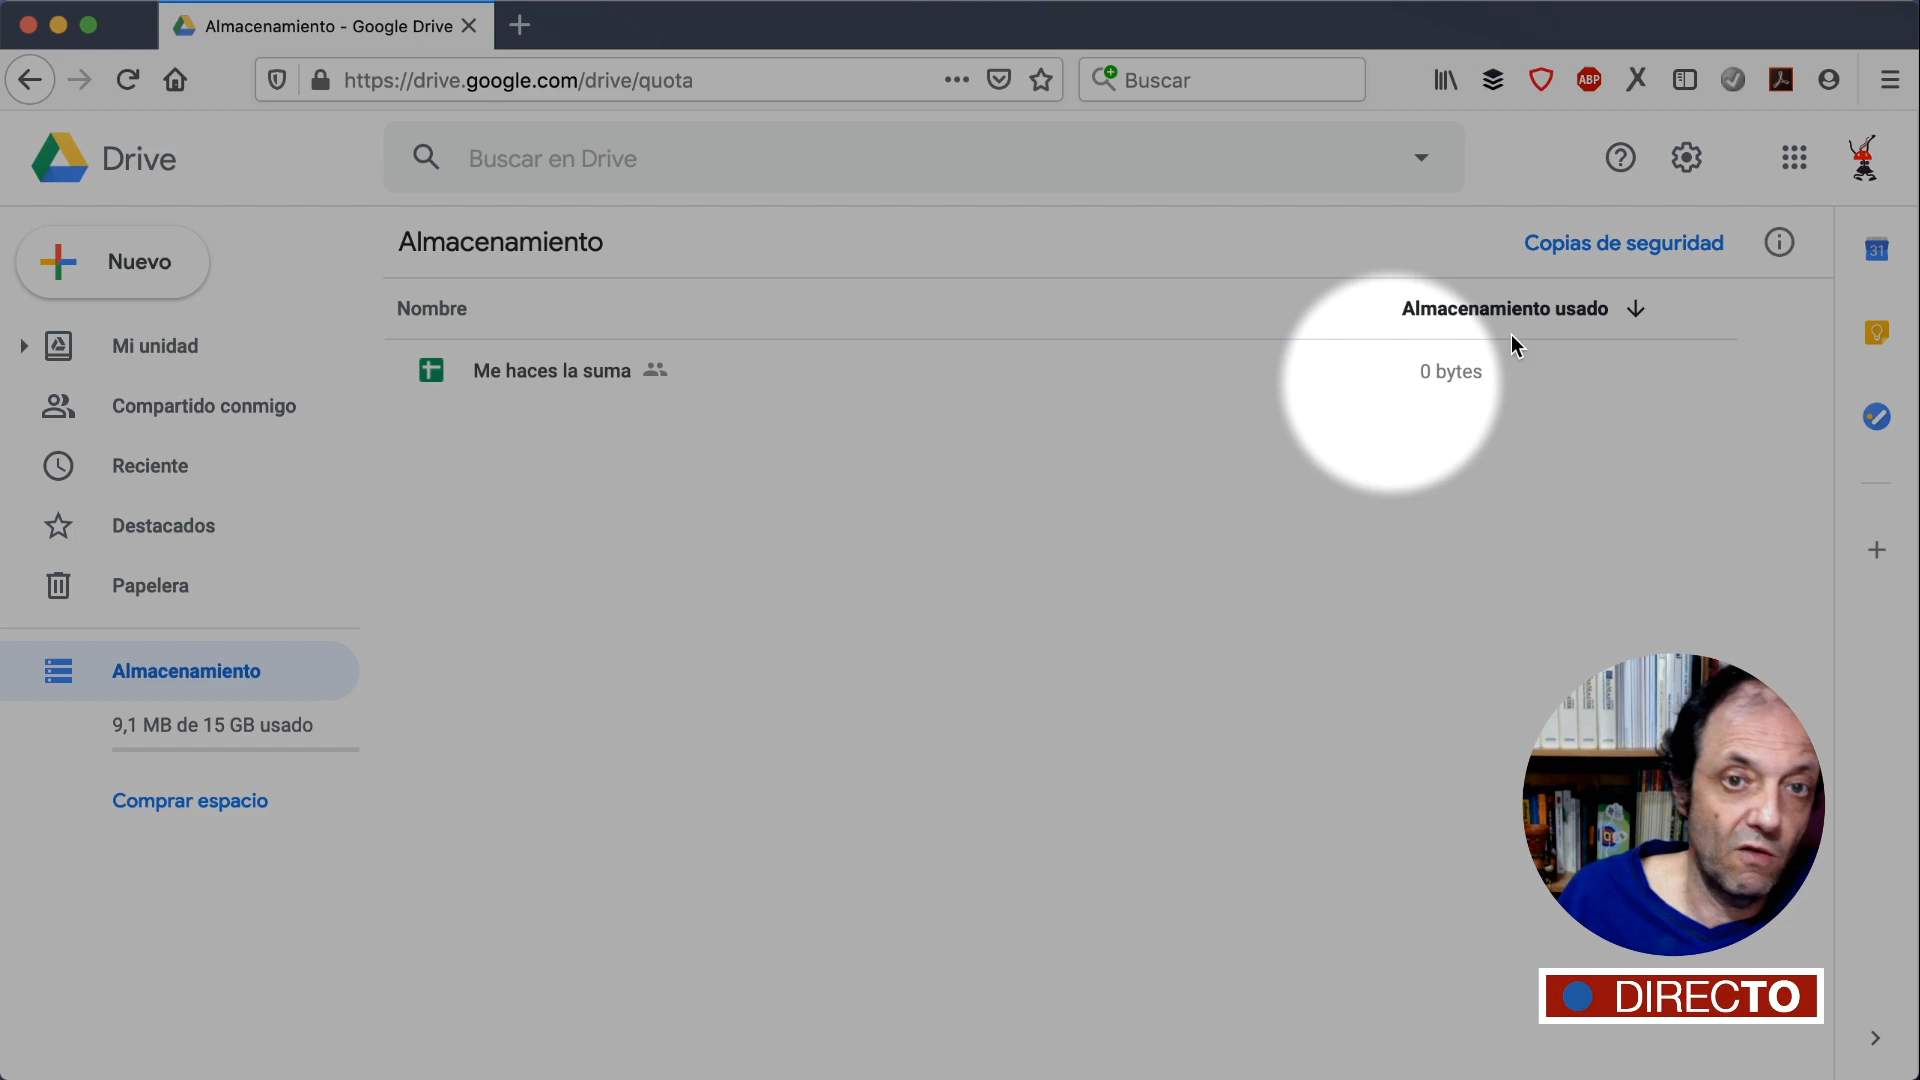 Almacenamiento - Google Drive
https://drive.google.com/drive/quota
Buscar
ABP
Drive
Buscar en Drive
Nuevo
Almacenamiento
Copias de seguridad
31
Nombre
Almacenamiento usado
Mi unidad
Me haces la suma
0 bytes
Compartido conmigo
Reciente
Destacados
Papelera
Almacenamiento
9,1 MB de 15 GB usado
Comprar espacio
DIRECTO